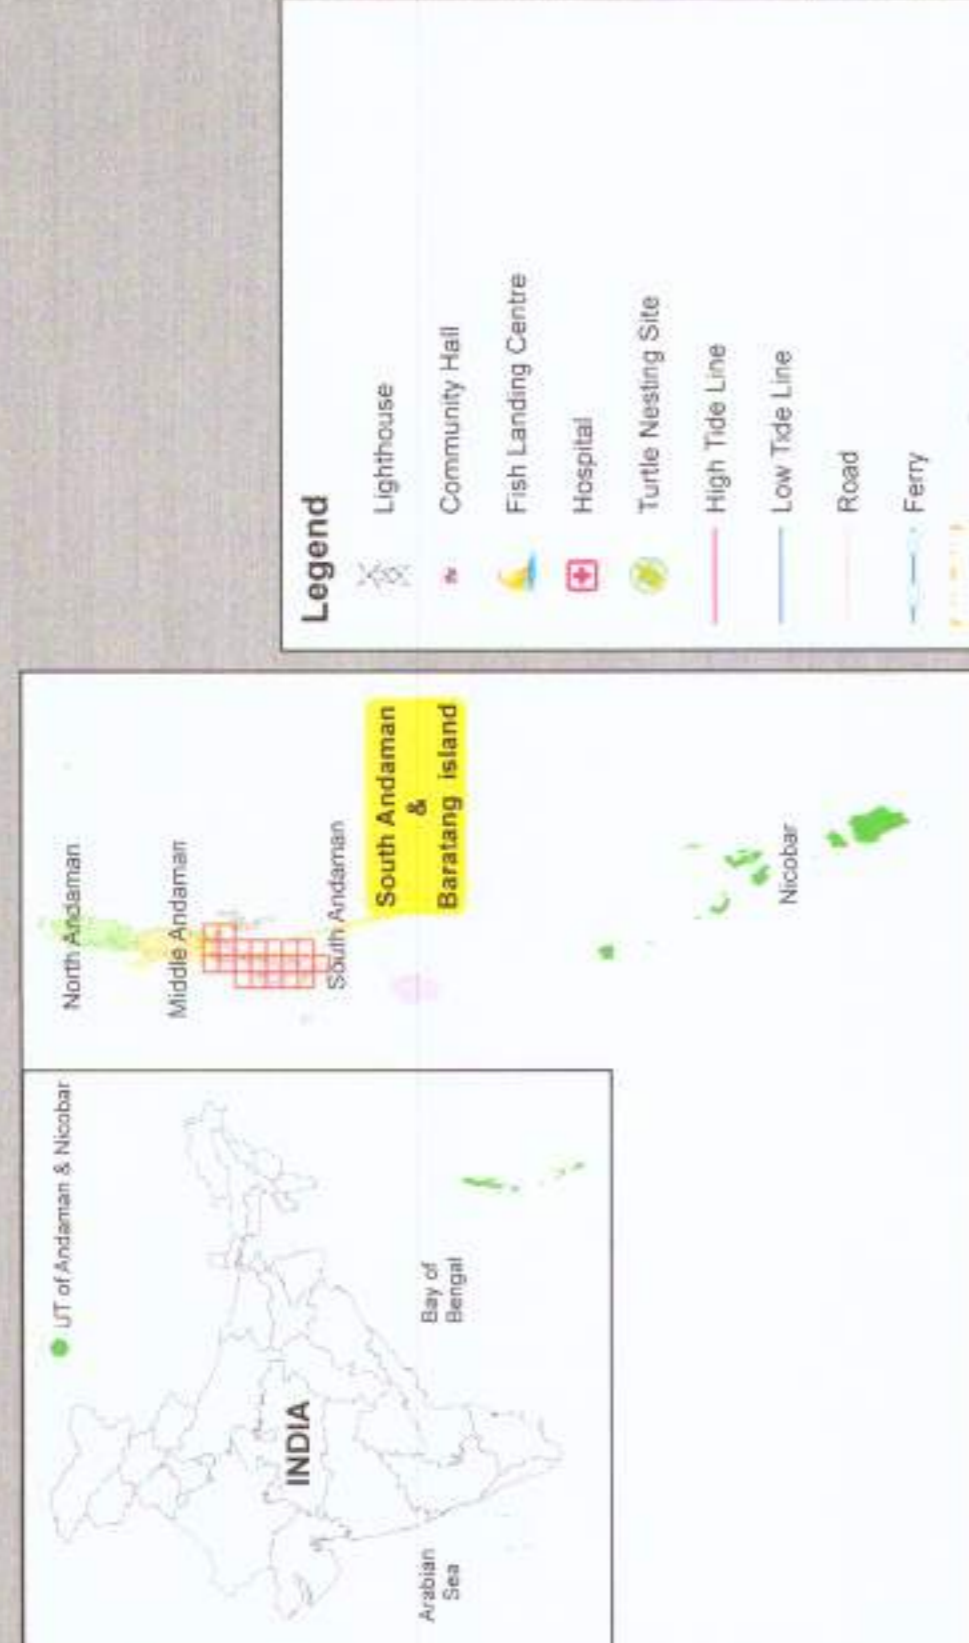 UT of Andaman & Nicobar
INDIA
Arabian
Sea
Bay of
Bengal
North Andaman
Middle Andaman
South Andaman
South Andaman
&
Baratang island
Nicobar
Legend
Lighthouse
Community Hall
Fish Landing Centre
Hospital
Turtle Nesting Site
High Tide Line
Low Tide Line
Road
Ferry